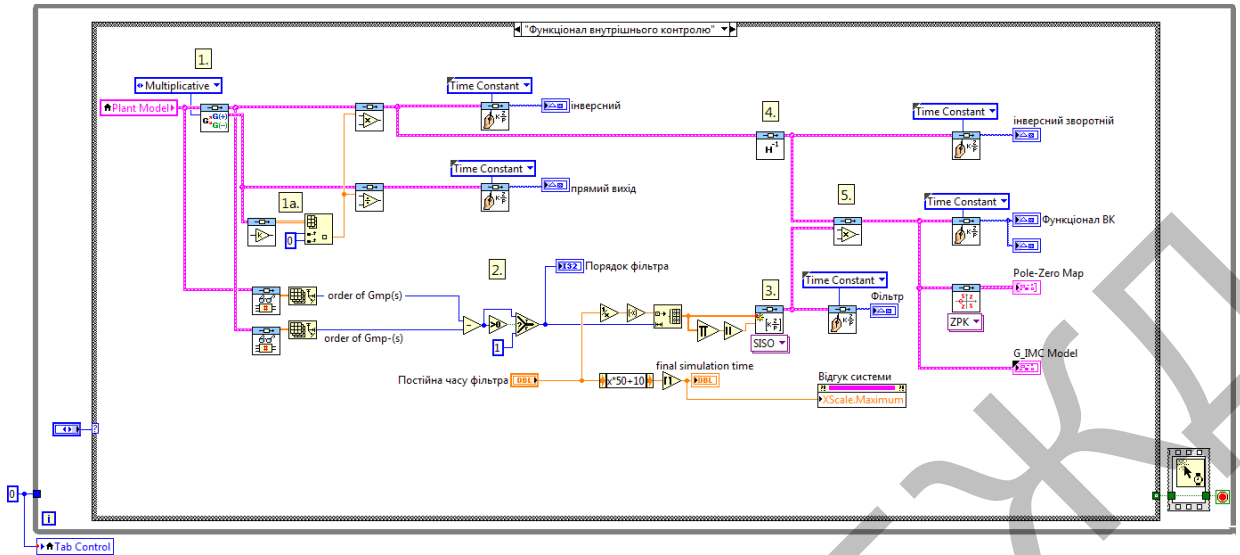 "Функціонал внутрішнього контролю"
1.
Multiplicative
Plant Model
G(+)
G
G(-)
Time Constant
K
інверсний
4.
H⁻¹
Time Constant
інверсний зворотній
1a.
K
0
Time Constant
прямий вихід
5.
Time Constant
Функціонал ВК
2.
I32
Порядок фільтра
order of Gmp(s)
order of Gmp-(s)
>0
1
3.
SISO
Time Constant
Фільтр
Pole-Zero Map
ZPK
G_IMC Model
Постійна часу фільтра
DBL
x*50+10
final simulation time
DBL
Відгук системи
XScale.Maximum
?
0
i
Tab Control
ЖД